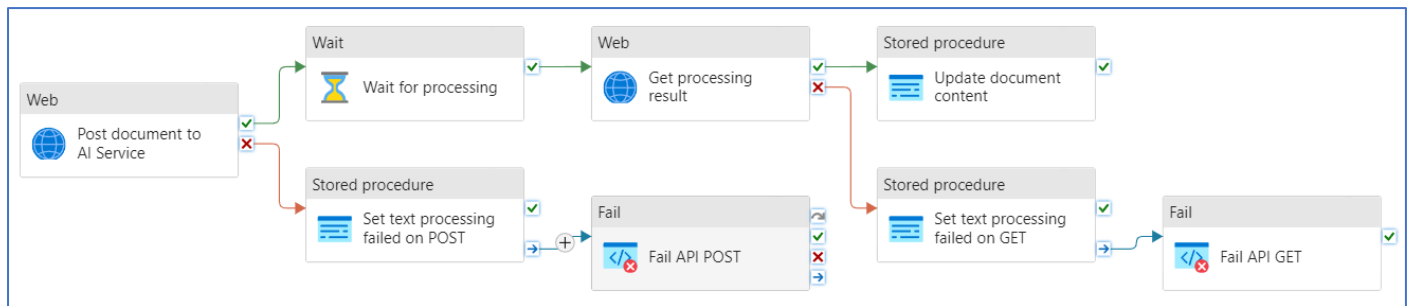 Web
Post document to
AI Service
Wait
Wait for processing
Web
Get processing
result
Stored procedure
Update document
content
Stored procedure
Set text processing
failed on POST
Fail
Fail API POST
Stored procedure
Set text processing
failed on GET
Fail
Fail API GET